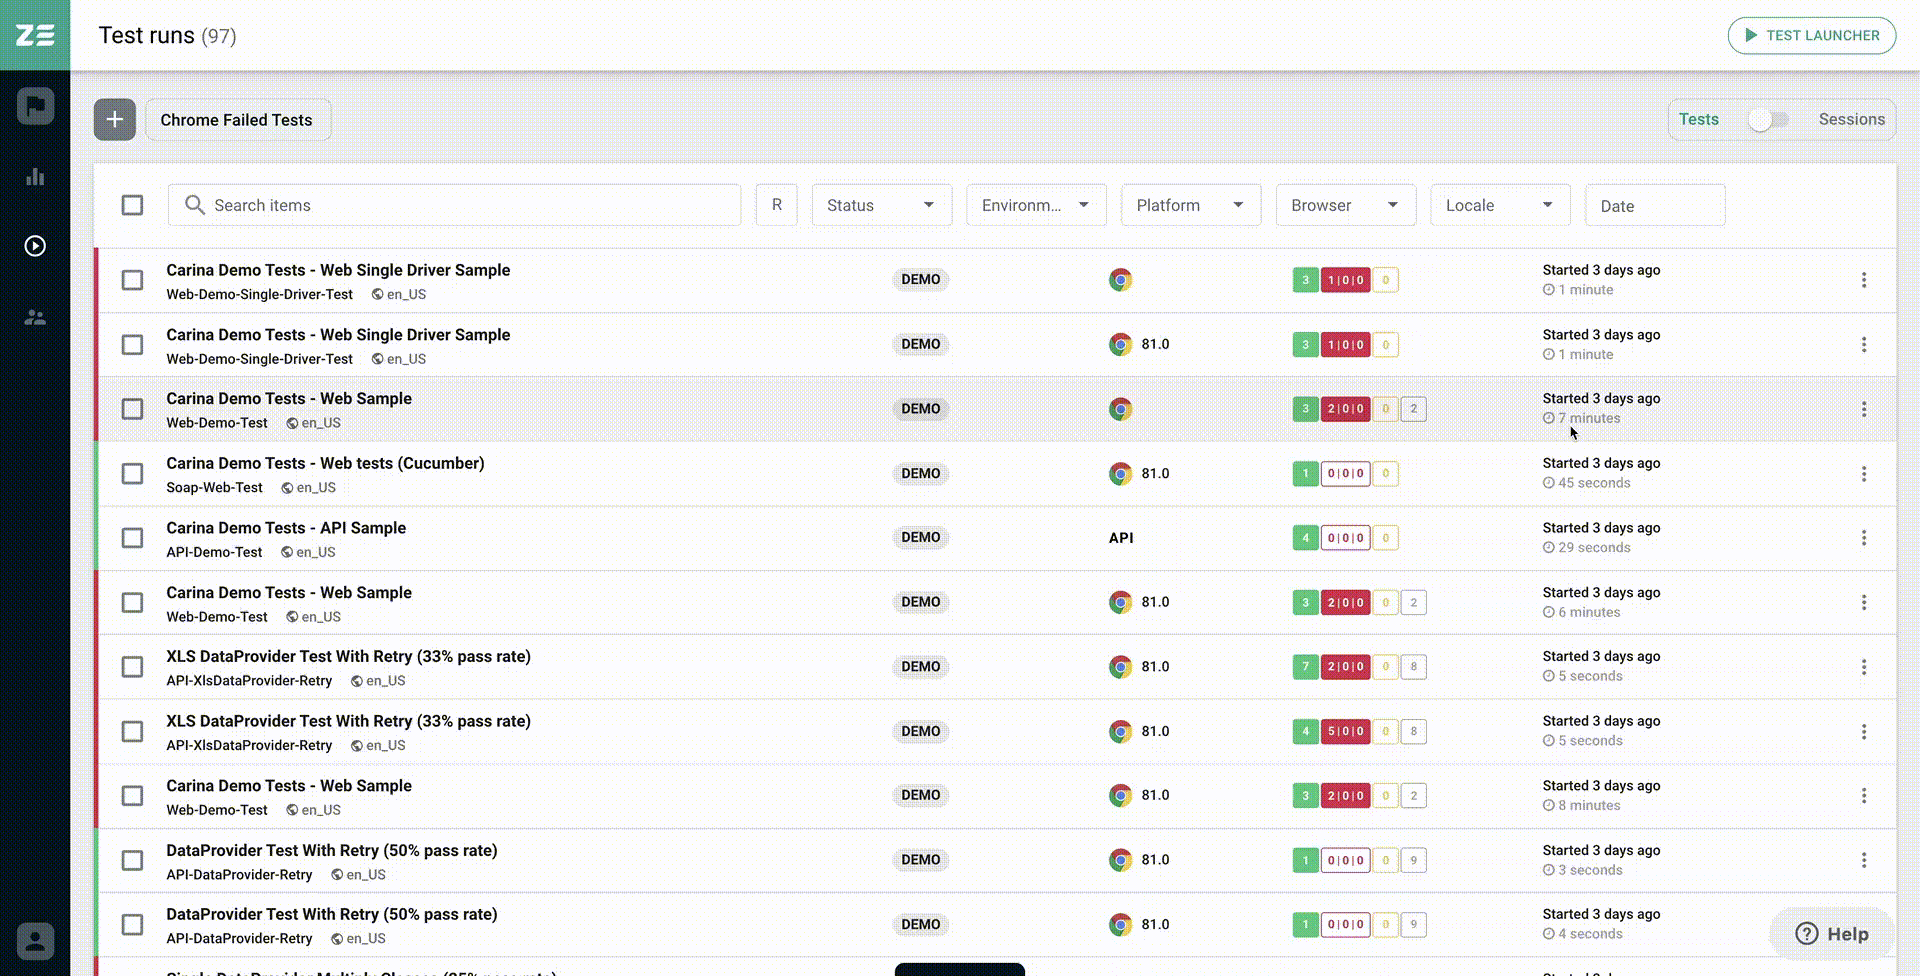 ZE
Test runs (97)
TEST LAUNCHER
+
Chrome Failed Tests
Tests
Sessions
Search items
R
Status
Environm...
Platform
Browser
Locale
Date
Carina Demo Tests - Web Single Driver Sample
Web-Demo-Single-Driver-Test en_US
DEMO
3 1|0|0 0
Started 3 days ago
1 minute
Carina Demo Tests - Web Single Driver Sample
Web-Demo-Single-Driver-Test en_US
DEMO
81.0
3 1|0|0 0
Started 3 days ago
1 minute
Carina Demo Tests - Web Sample
Web-Demo-Test en_US
DEMO
3 2|0|0 0 2
Started 3 days ago
7 minutes
Carina Demo Tests - Web tests (Cucumber)
Soap-Web-Test en_US
DEMO
81.0
1 0|0|0 0
Started 3 days ago
45 seconds
Carina Demo Tests - API Sample
API-Demo-Test en_US
DEMO
API
4 0|0|0 0
Started 3 days ago
29 seconds
Carina Demo Tests - Web Sample
Web-Demo-Test en_US
DEMO
81.0
3 2|0|0 0 2
Started 3 days ago
6 minutes
XLS DataProvider Test With Retry (33% pass rate)
API-XlsDataProvider-Retry en_US
DEMO
81.0
7 2|0|0 0 8
Started 3 days ago
5 seconds
XLS DataProvider Test With Retry (33% pass rate)
API-XlsDataProvider-Retry en_US
DEMO
81.0
4 5|0|0 0 8
Started 3 days ago
5 seconds
Carina Demo Tests - Web Sample
Web-Demo-Test en_US
DEMO
81.0
3 2|0|0 0 2
Started 3 days ago
8 minutes
DataProvider Test With Retry (50% pass rate)
API-DataProvider-Retry en_US
DEMO
81.0
1 0|0|0 0 9
Started 3 days ago
3 seconds
DataProvider Test With Retry (50% pass rate)
API-DataProvider-Retry en_US
DEMO
81.0
1 0|0|0 0 9
Started 3 days ago
4 seconds
Help